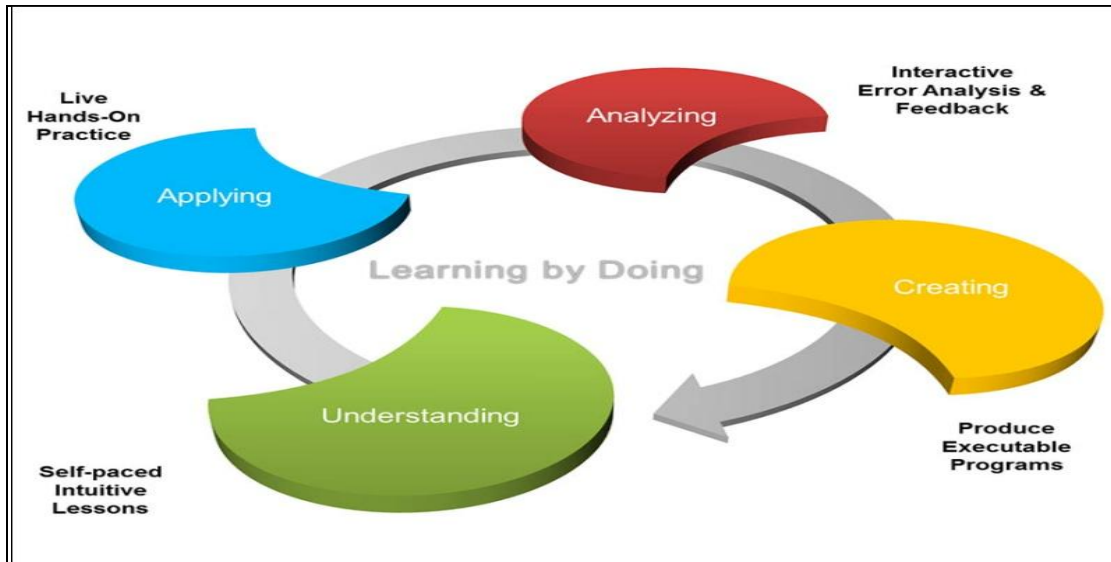 Live
Hands-On
Practice
Applying
Analyzing
Interactive
Error Analysis &
Feedback
Learning by Doing
Creating
Produce
Executable
Programs
Understanding
Self-paced
Intuitive
Lessons